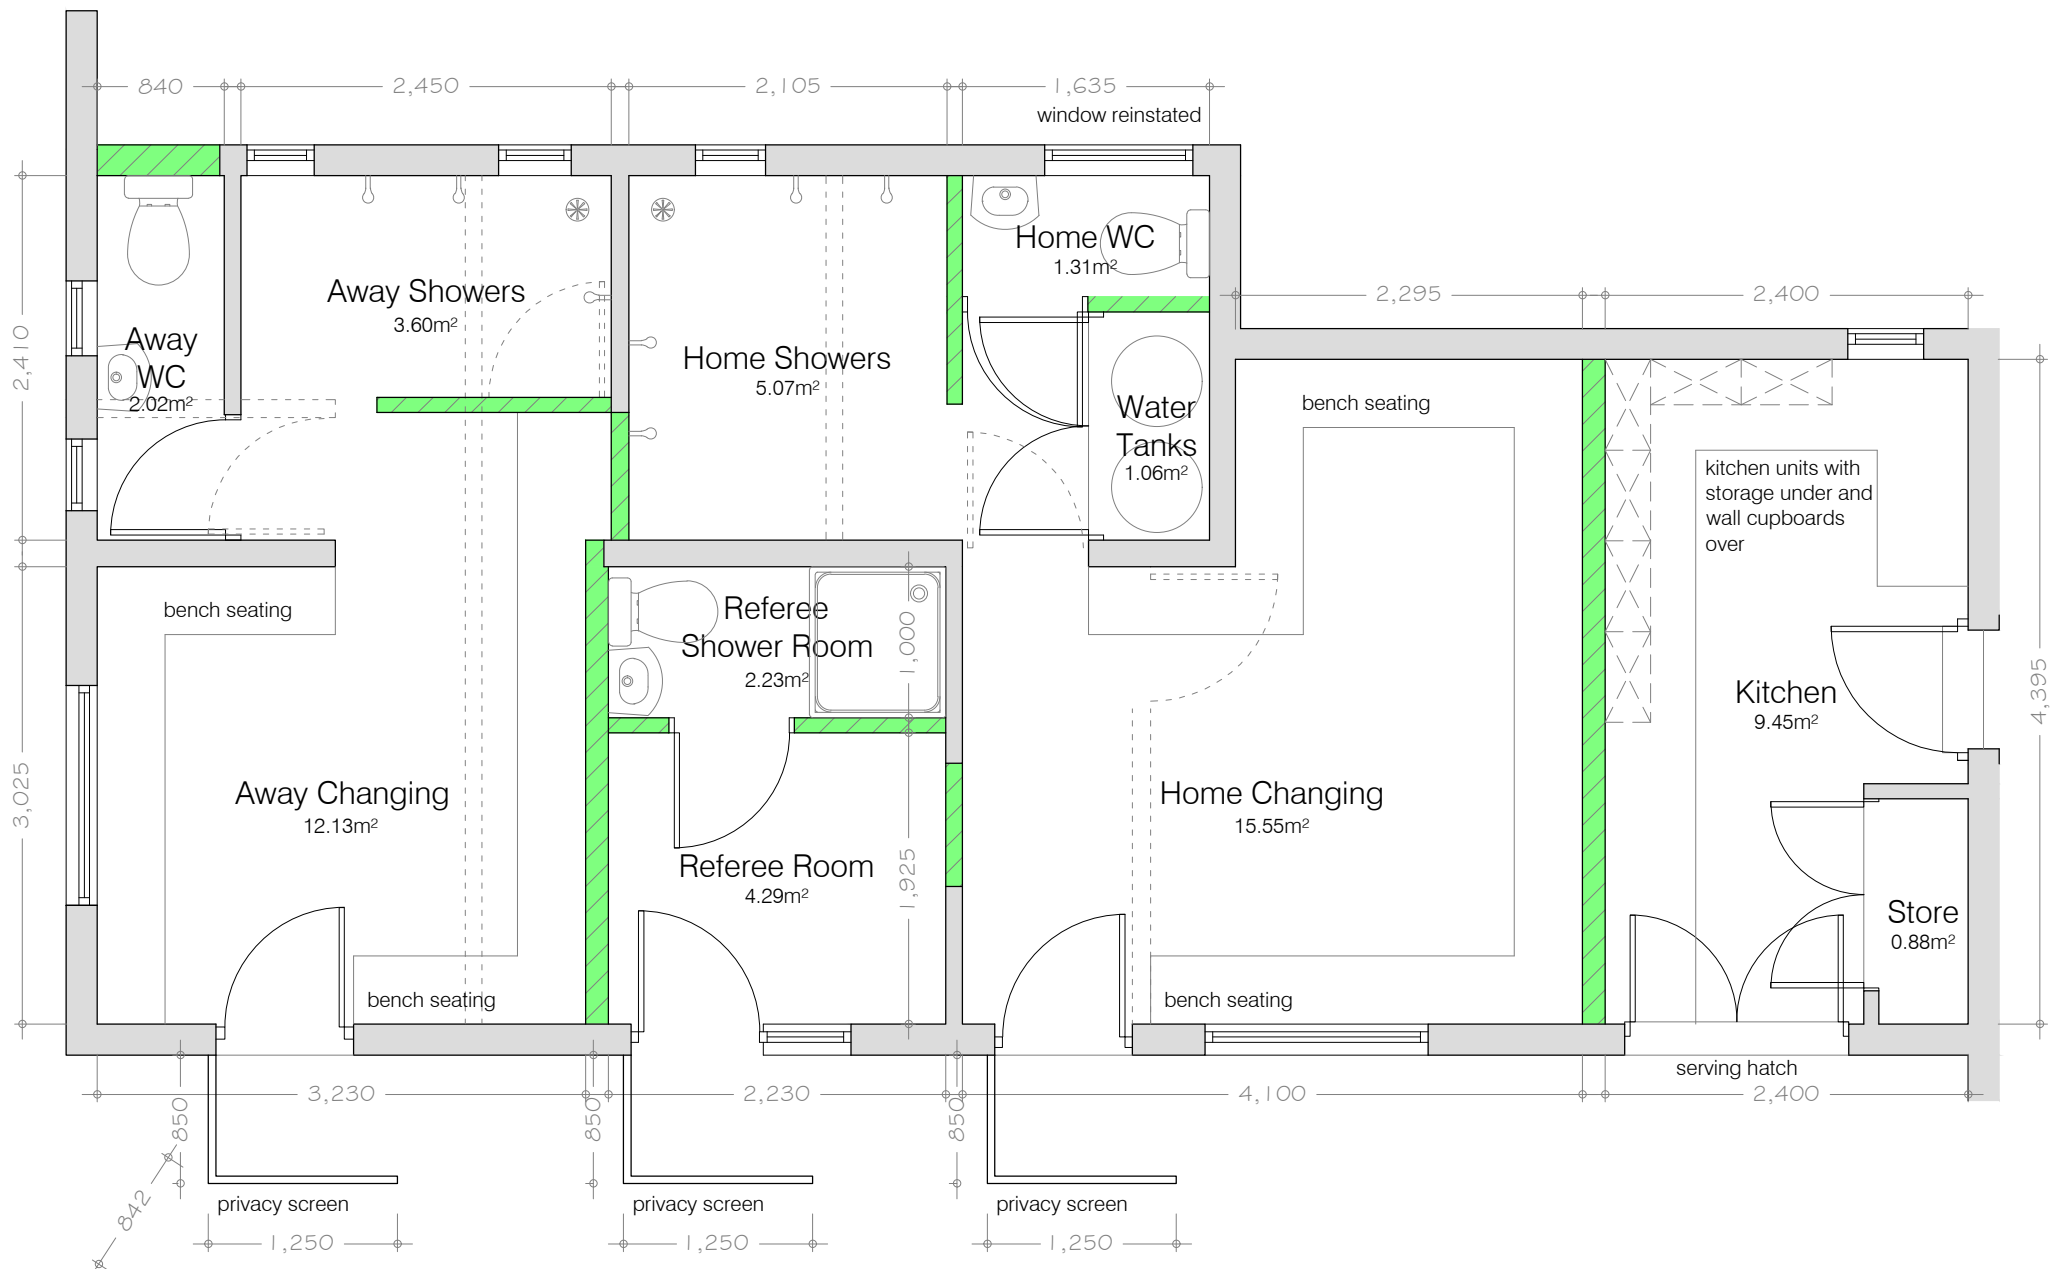 840
2,450
2,105
1,635
window reinstated
Home WC
1.31m²
2,295
2,400
Away Showers
3.60m²
2,410
Away
WC
2.02m²
Home Showers
5.07m²
Water
Tanks
1.06m²
bench seating
kitchen units with
storage under and
wall cupboards
over
bench seating
Referee
Shower Room
2.23m²
1,000
Kitchen
9.45m²
4,395
3,025
Away Changing
12.13m²
Home Changing
15.55m²
Referee Room
4.29m²
1,925
Store
0.88m²
bench seating
bench seating
serving hatch
3,230
2,230
4,100
2,400
850
850
850
842
privacy screen
privacy screen
privacy screen
1,250
1,250
1,250